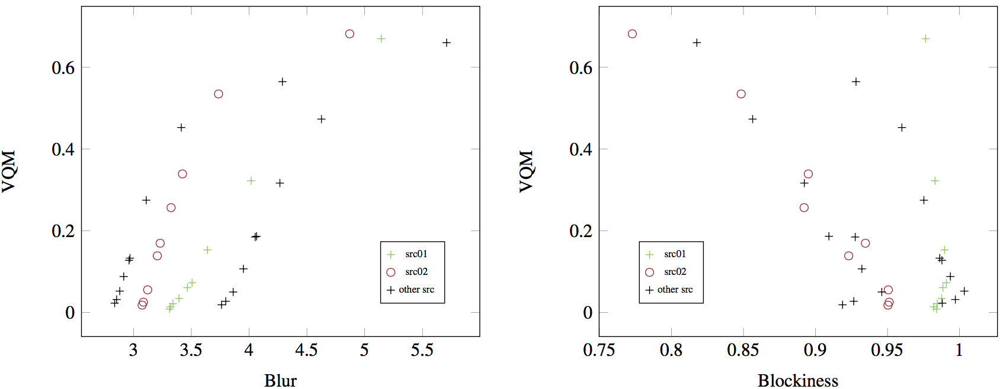 0.6
0.4
0.2
0
VQM
3 3.5 4 4.5 5 5.5
Blur
src01
src02
other src
0.6
0.4
0.2
0
VQM
0.75 0.8 0.85 0.9 0.95 1
Blockiness
src01
src02
other src